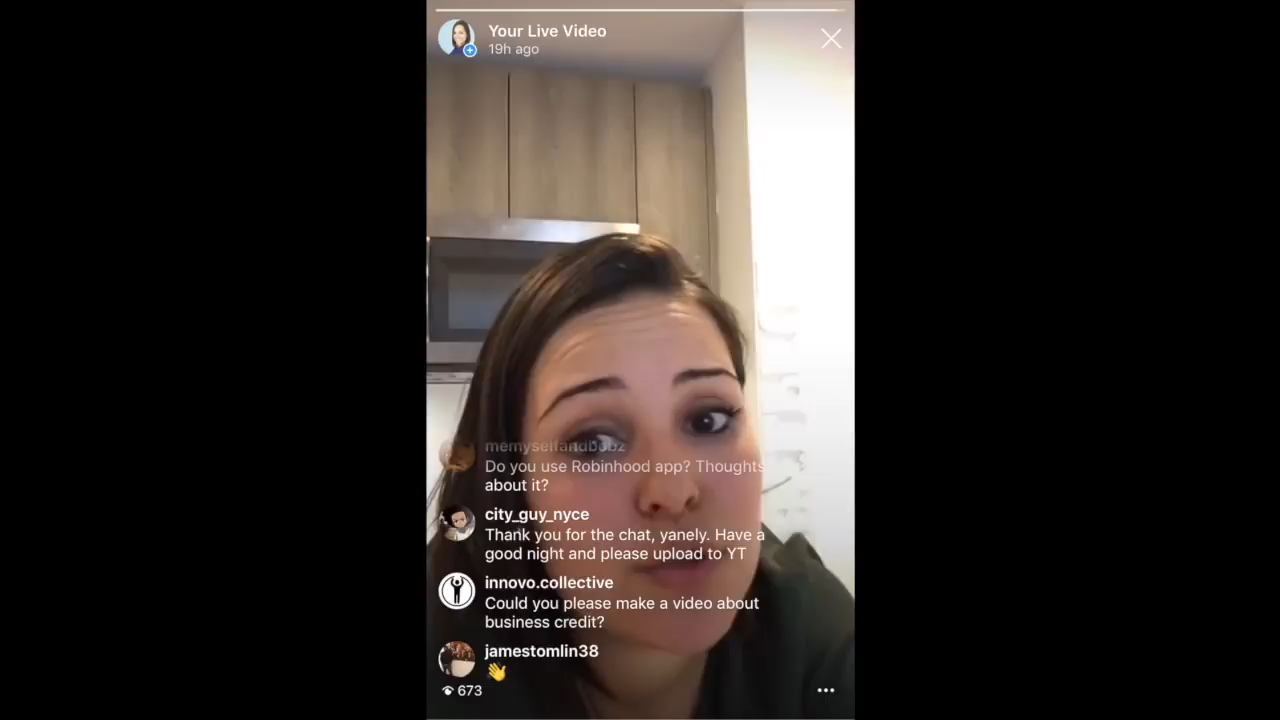 Your Live Video
19h ago
memyselfandbobz
Do you use Robinhood app? Thoughts
about it?
city_guy_nyce
Thank you for the chat, yanely. Have a
good night and please upload to YT
innovo.collective
Could you please make a video about
business credit?
jamestomlin38
👋
673